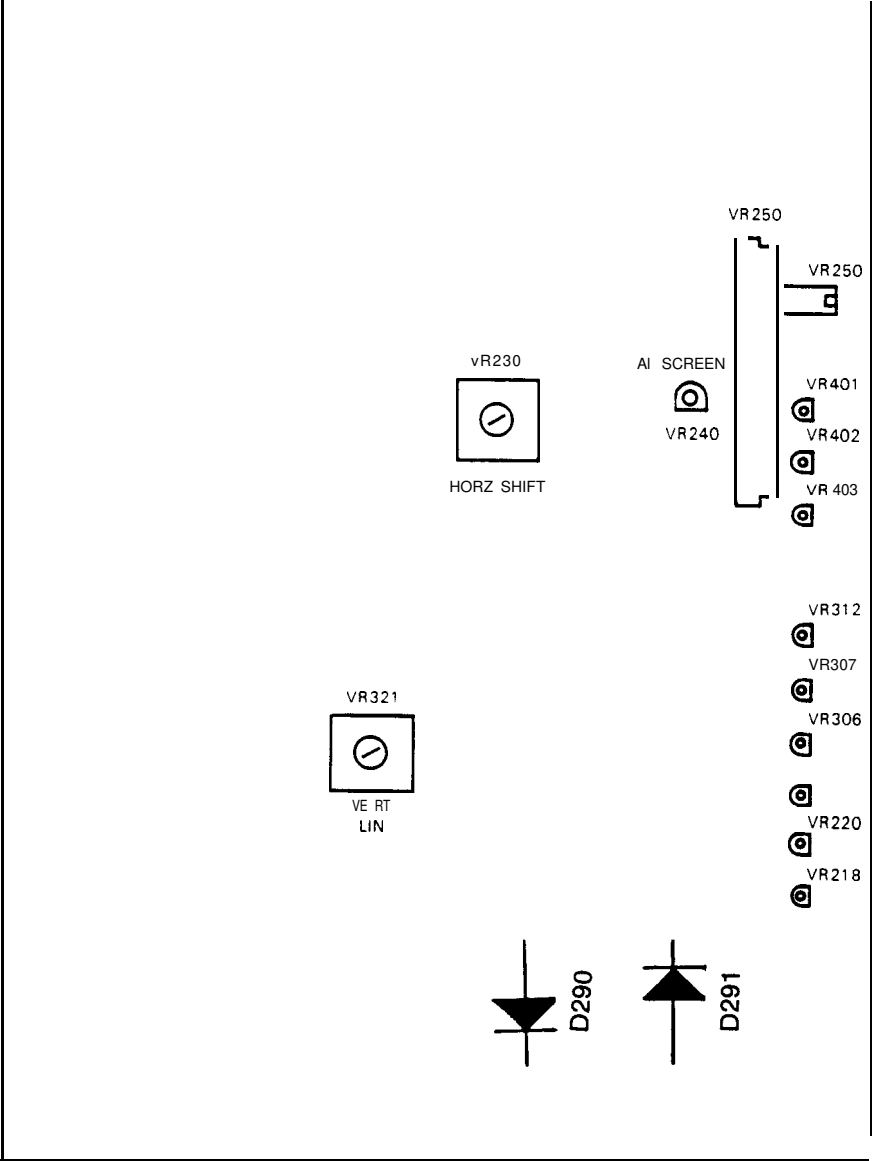 VR250
VR250
vR230
AI SCREEN
VR401
VR240
VR402
HORZ SHIFT
VR 403
VR312
VR307
VR321
VR306
VE RT
LIN
VR220
VR218
D290
D291